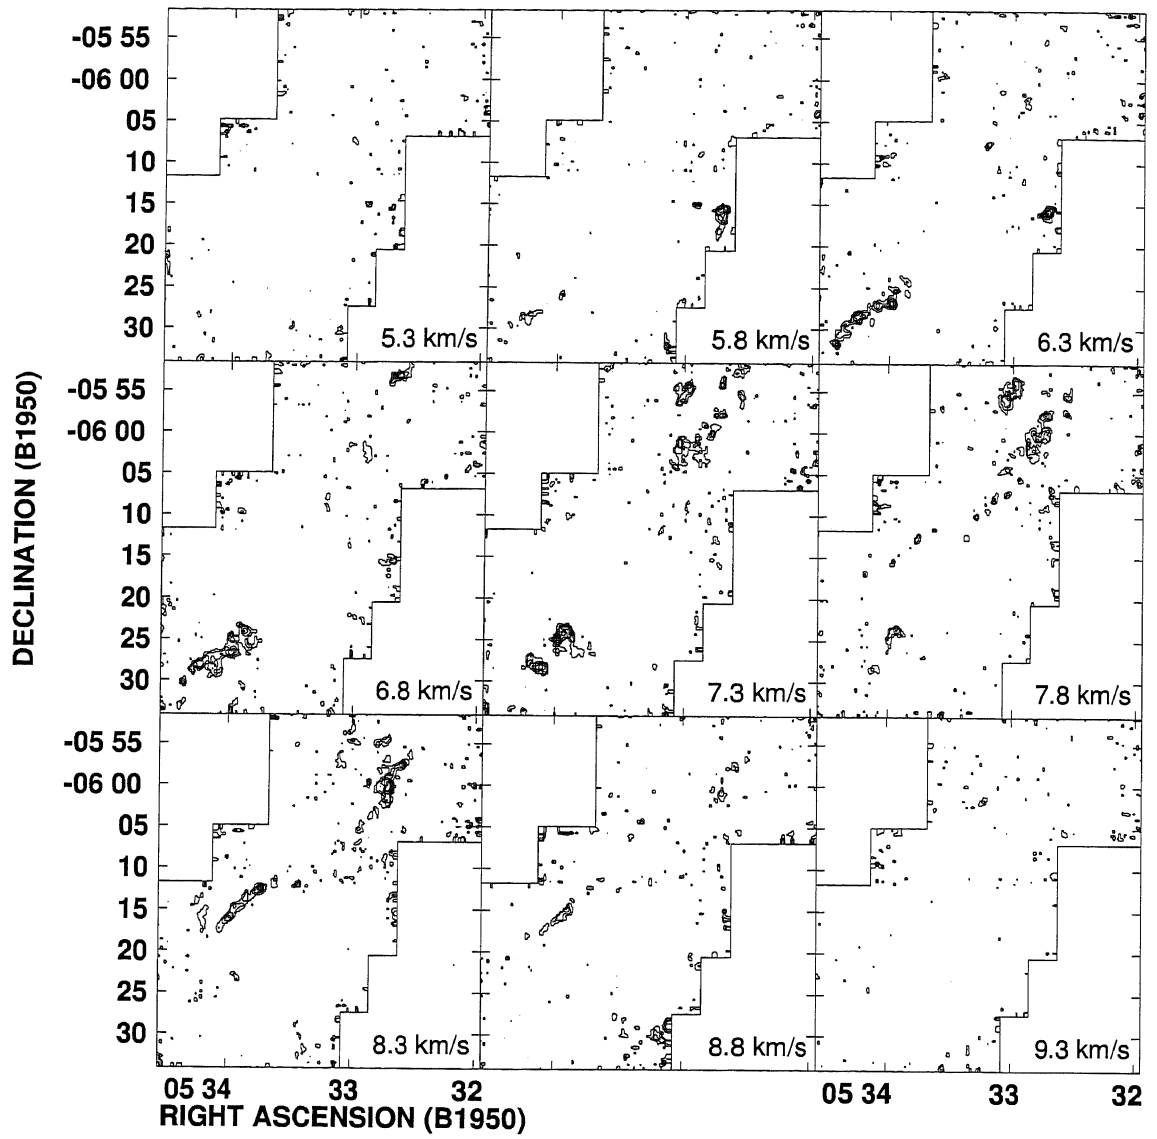 -05 55
-06 00
05
10
15
20
25
30
5.3 km/s
5.8 km/s
6.3 km/s
DECLINATION (B1950)
-05 55
-06 00
05
10
15
20
25
30
6.8 km/s
7.3 km/s
7.8 km/s
-05 55
-06 00
05
10
15
20
25
30
8.3 km/s
8.8 km/s
9.3 km/s
05 34 33 32
05 34 33 32
RIGHT ASCENSION (B1950)